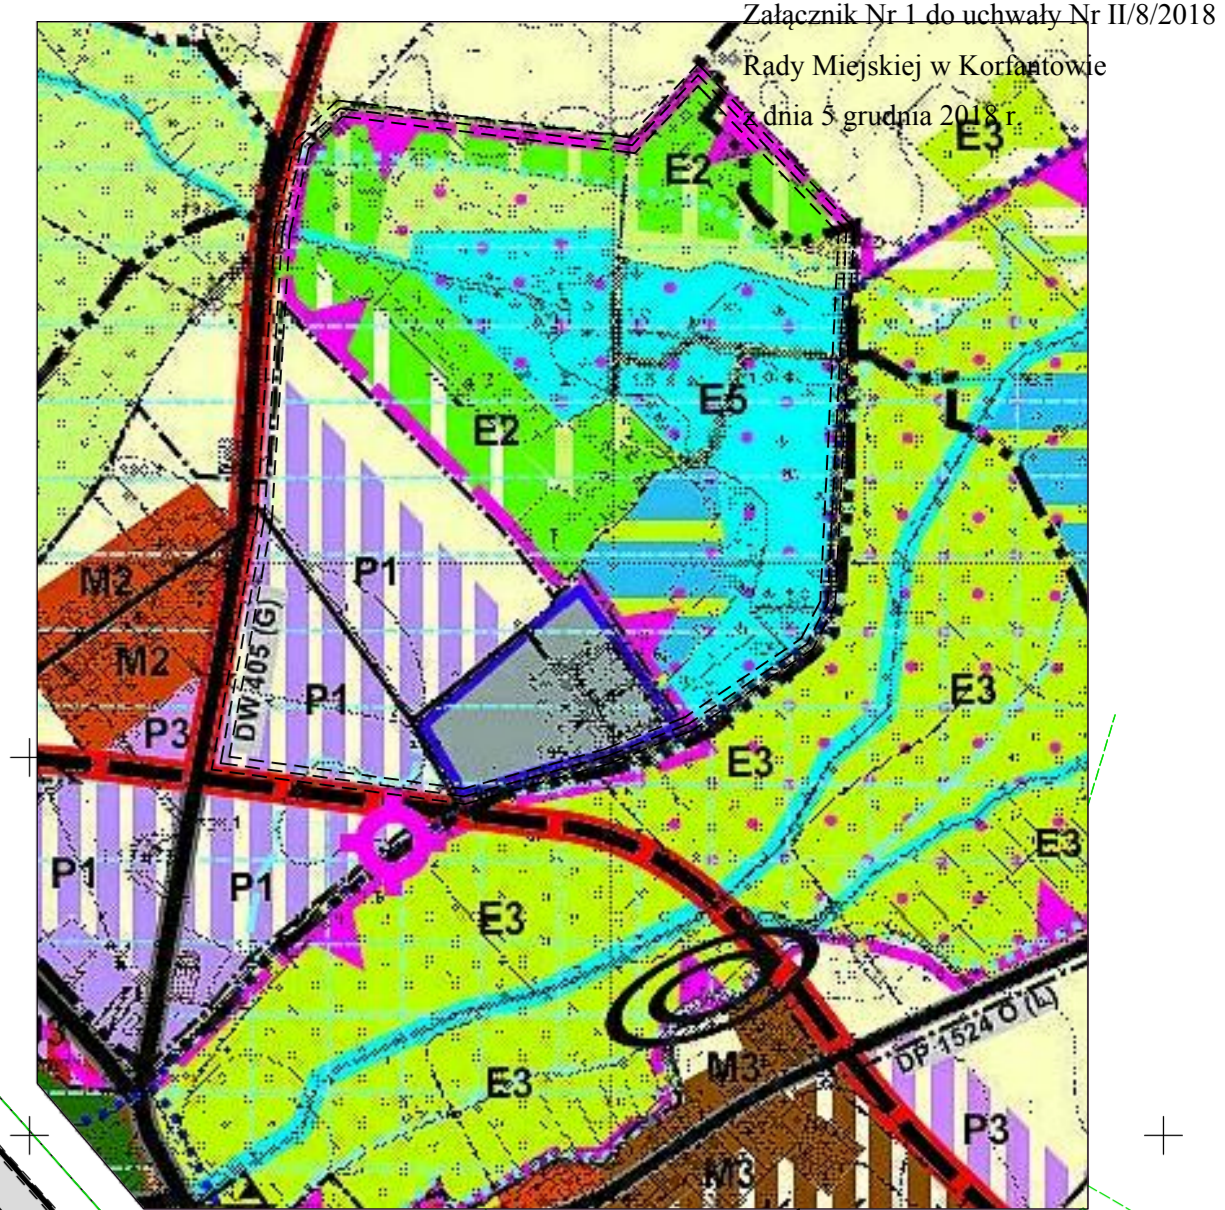 Załącznik Nr 1 do uchwały Nr II/8/2018
Rady Miejskiej w Korfantowie
z dnia 5 grudnia 2018 r.
E3
E2
E5
E2
P1
M2
M2
DW 405 (G)
P1
P3
E3
E3
P1
P1
E3
E3
DP 1524 O (L)
M3
E3
P3
M3